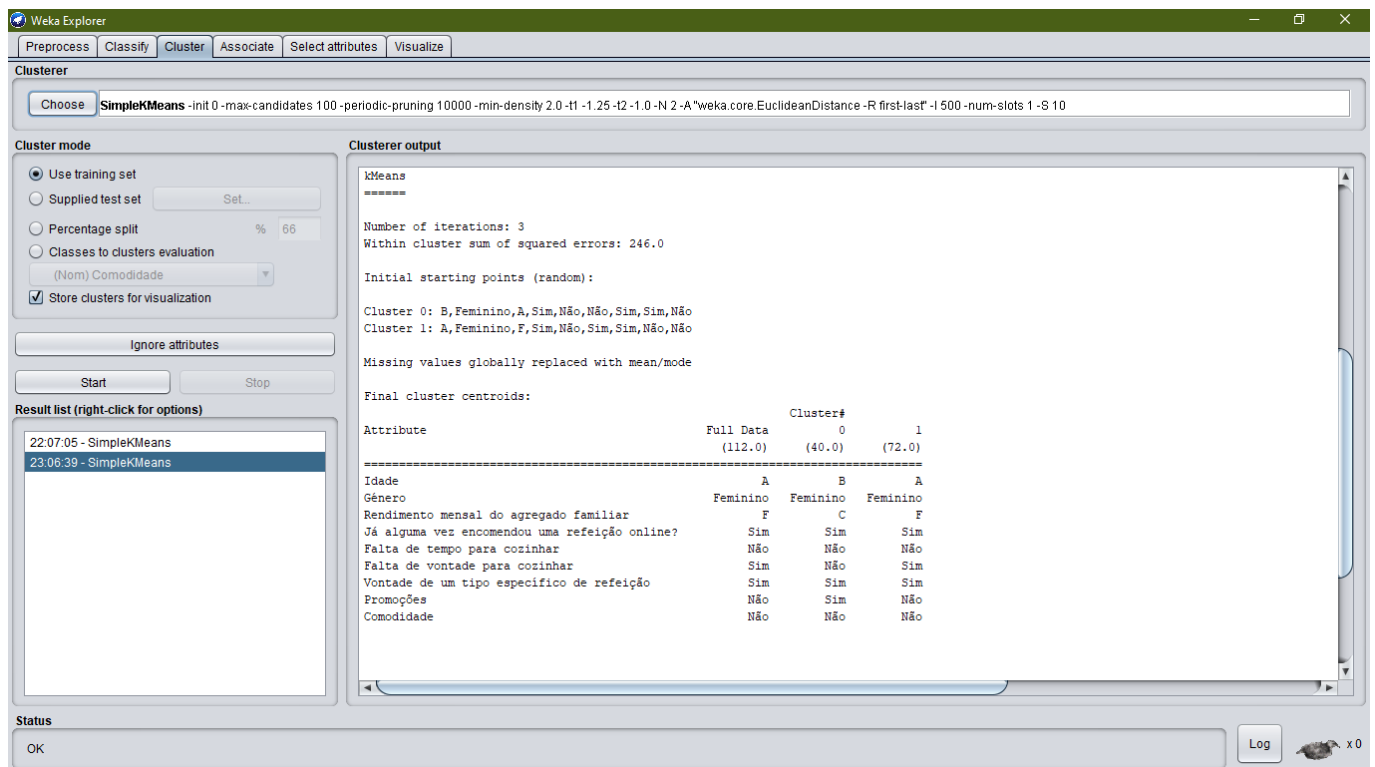 Weka Explorer
Preprocess Classify Cluster Associate Select attributes Visualize
Clusterer
Choose SimpleKMeans -init 0 -max-candidates 100 -periodic-pruning 10000 -min-density 2.0 -t1 -1.25 -t2 -1.0 -N 2 -A "weka.core.EuclideanDistance -R first-last" -I 500 -num-slots 1 -S 10
Cluster mode
Use training set
Supplied test set Set...
Percentage split % 66
Classes to clusters evaluation
(Nom) Comodidade
Store clusters for visualization
Ignore attributes
Start Stop
Result list (right-click for options)
22:07:05 - SimpleKMeans
23:06:39 - SimpleKMeans
Clusterer output
kMeans
======
Number of iterations: 3
Within cluster sum of squared errors: 246.0
Initial starting points (random):
Cluster 0: B,Feminino,A,Sim,Não,Não,Sim,Sim,Não
Cluster 1: A,Feminino,F,Sim,Não,Sim,Sim,Não,Não
Missing values globally replaced with mean/mode
Final cluster centroids:
Cluster#
Attribute Full Data 0 1
(112.0) (40.0) (72.0)
================================================================================
Idade A B A
Género Feminino Feminino Feminino
Rendimento mensal do agregado familiar F C F
Já alguma vez encomendou uma refeição online? Sim Sim Sim
Falta de tempo para cozinhar Não Não Não
Falta de vontade para cozinhar Sim Não Sim
Vontade de um tipo específico de refeição Sim Sim Sim
Promoções Não Sim Não
Comodidade Não Não Não
Status
OK
Log x 0